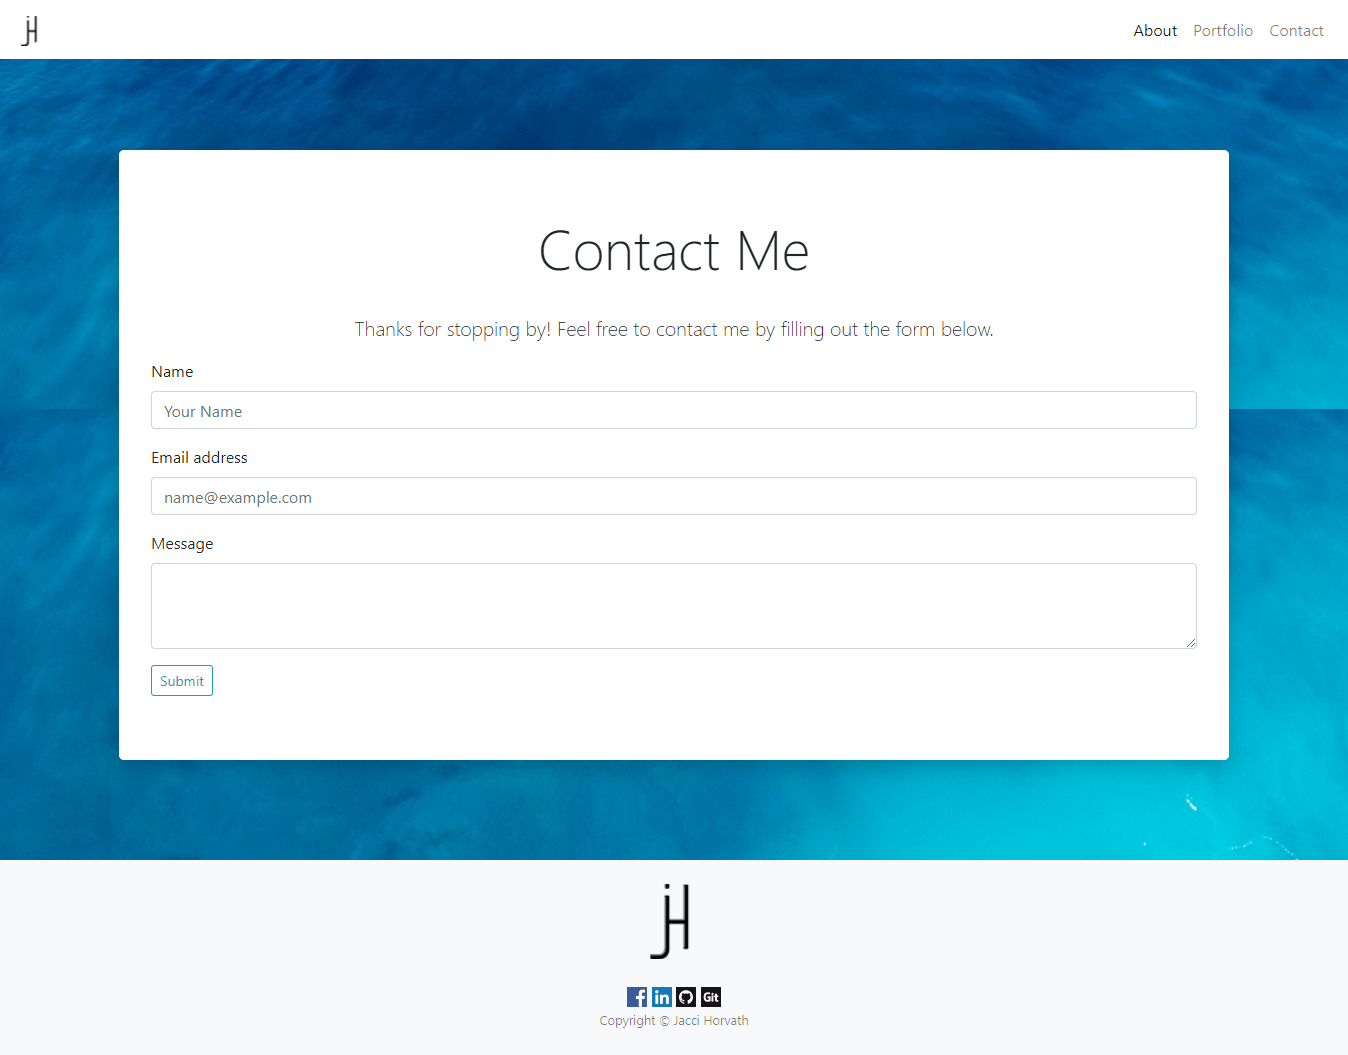 jH
About Portfolio Contact
Contact Me
Thanks for stopping by! Feel free to contact me by filling out the form below.
Name
Your Name
Email address
name@example.com
Message
Submit
jH
f in Git
Copyright © Jacci Horvath